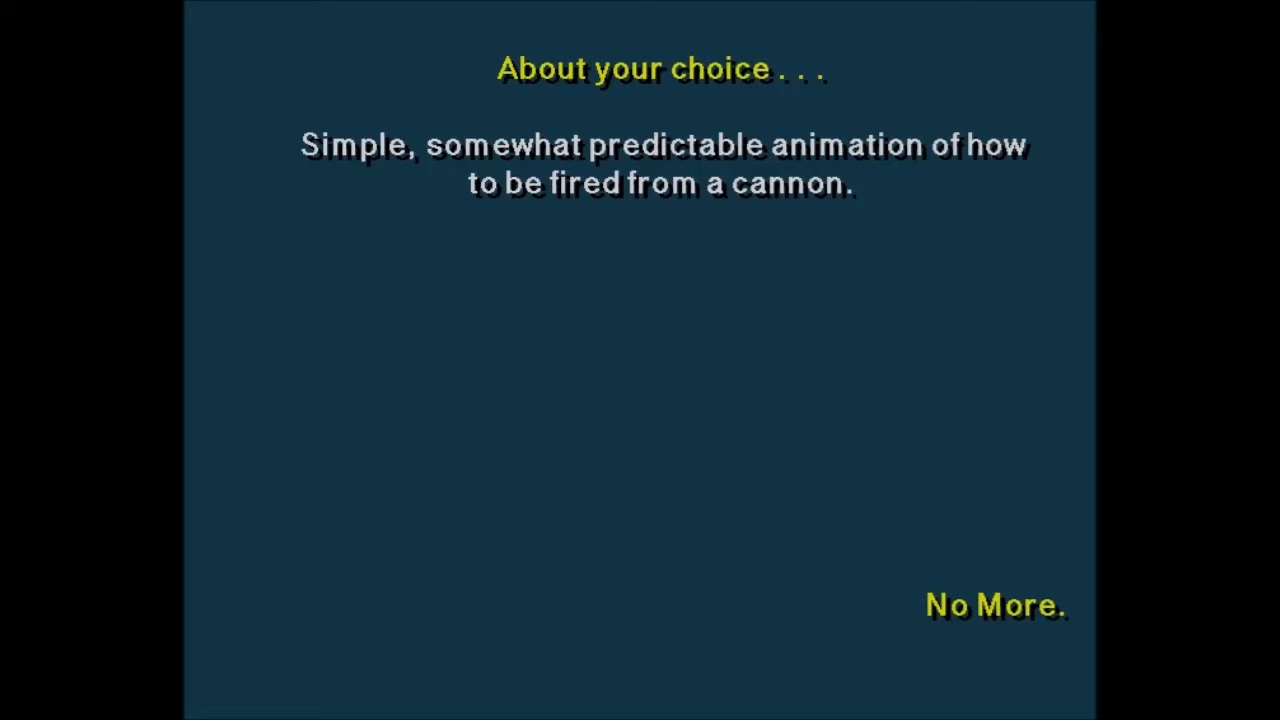 About your choice . . .
Simple, somewhat predictable animation of how
to be fired from a cannon.
No More.